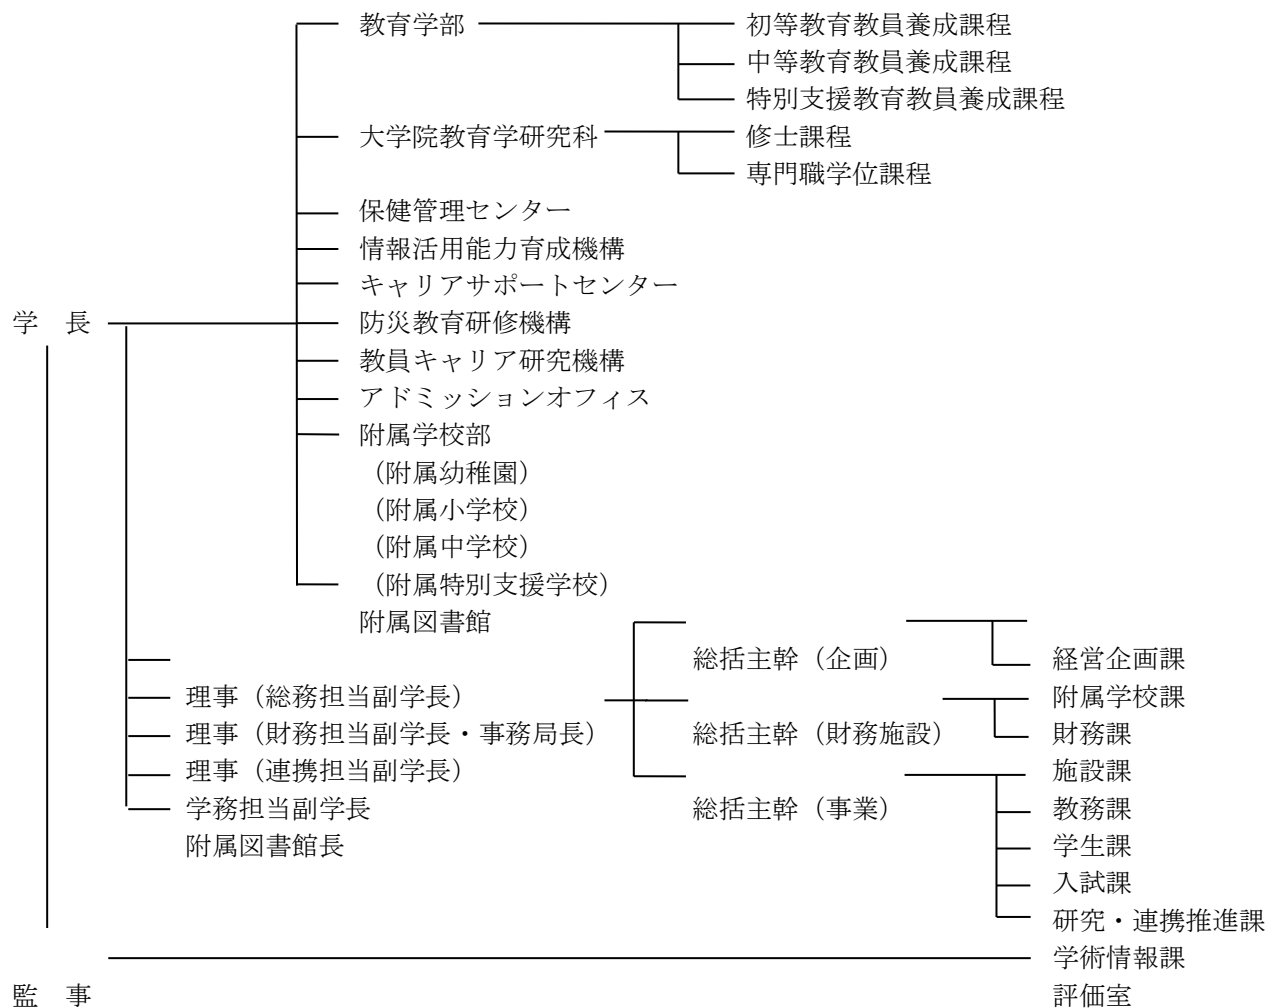 教育学部 初等教育教員養成課程
中等教育教員養成課程
特別支援教育教員養成課程
大学院教育学研究科 修士課程
専門職学位課程
保健管理センター
情報活用能力育成機構
キャリアサポートセンター
学 長 防災教育研修機構
教員キャリア研究機構
アドミッションオフィス
附属学校部
（附属幼稚園）
（附属小学校）
（附属中学校）
（附属特別支援学校）
附属図書館
総括主幹（企画） 経営企画課
理事（総務担当副学長） 附属学校課
理事（財務担当副学長・事務局長） 総括主幹（財務施設） 財務課
理事（連携担当副学長） 施設課
学務担当副学長 総括主幹（事業） 教務課
附属図書館長 学生課
入試課
研究・連携推進課
学術情報課
監 事 評価室